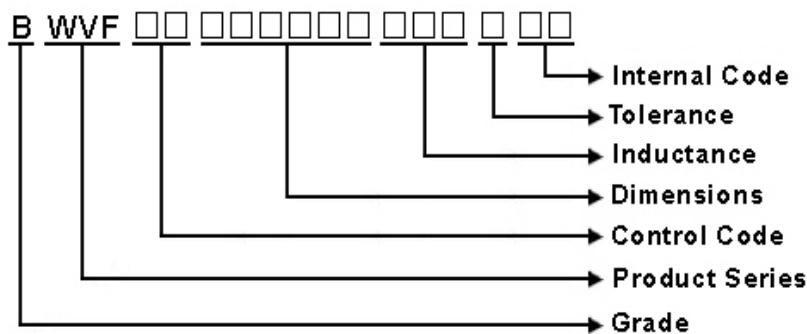 B WVF □□ □□□□□□ □□□ □ □□
Internal Code
Tolerance
Inductance
Dimensions
Control Code
Product Series
Grade